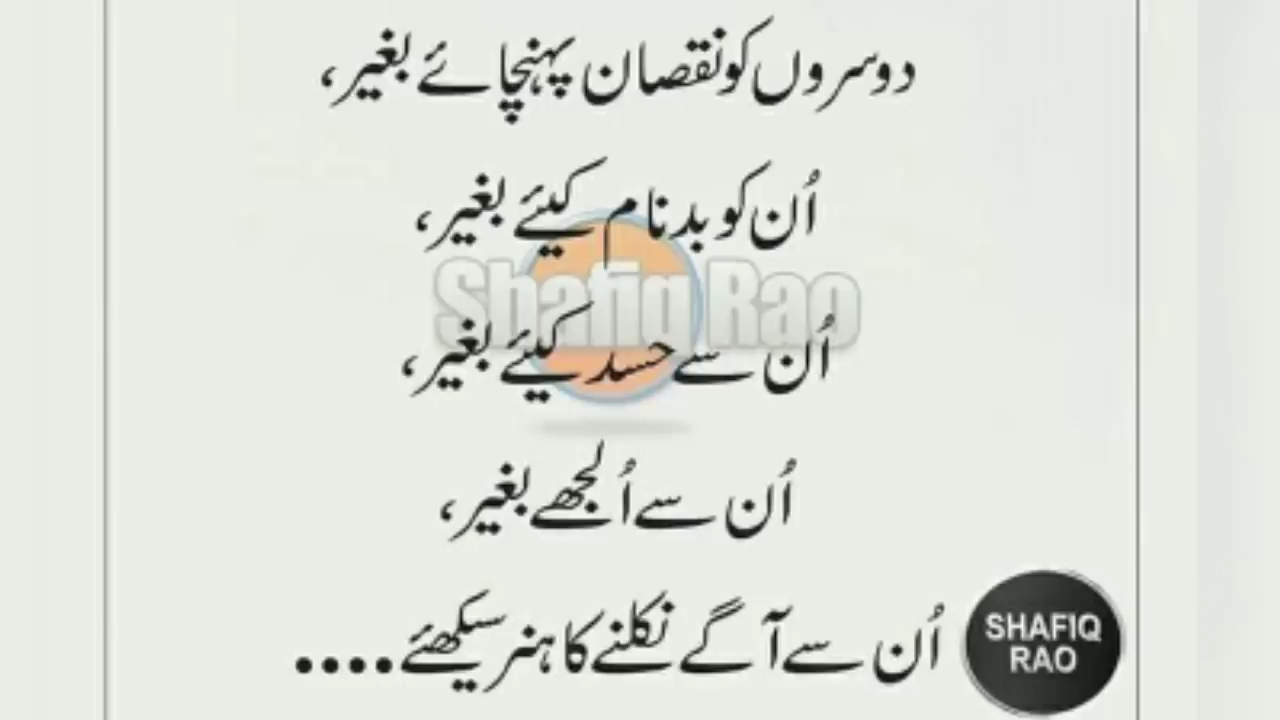 دوسروں کو نقصان پہنچائے بغیر،
اُن کو بدنام کیئے بغیر،
Shafiq Rao
اُن سے حسد کیئے بغیر،
اُن سے اُلجھے بغیر،
اُن سے آگے نکلنے کا ہنر سیکھئے....
SHAFIQ
RAO